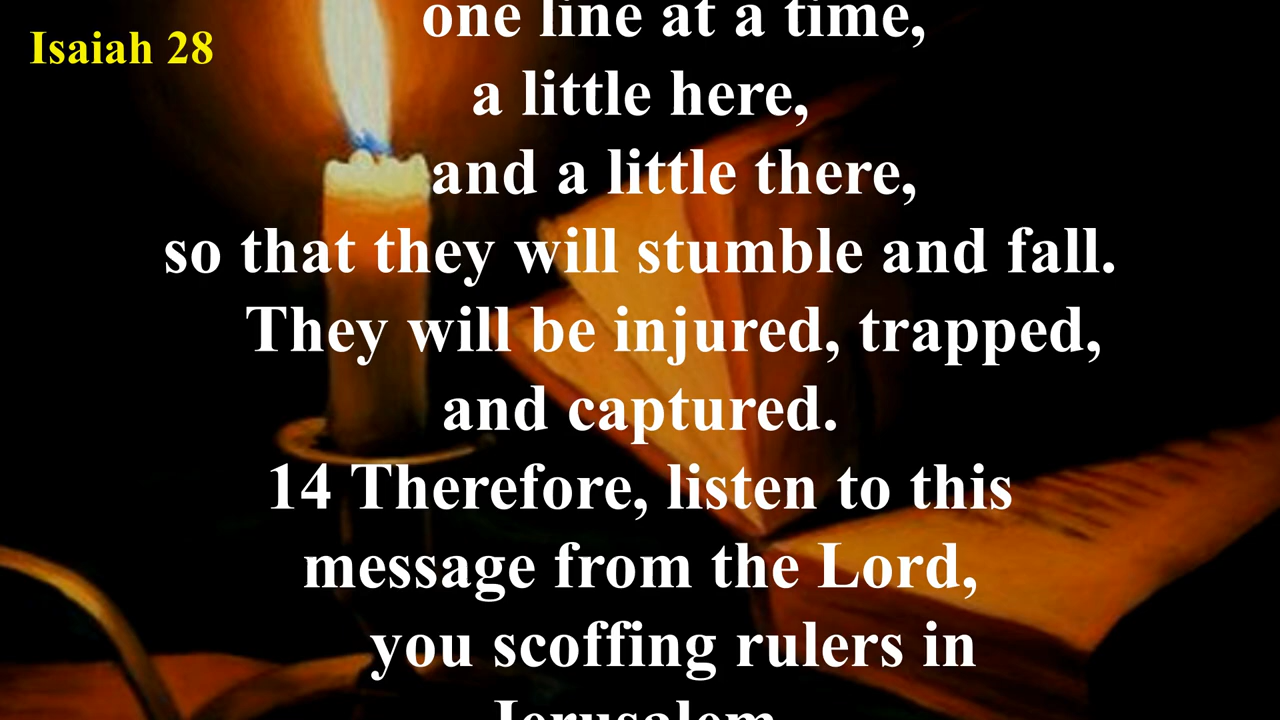 Isaiah 28
one line at a time,
a little here,
and a little there,
so that they will stumble and fall.
They will be injured, trapped,
and captured.
14 Therefore, listen to this
message from the Lord,
you scoffing rulers in
Jerusalem.